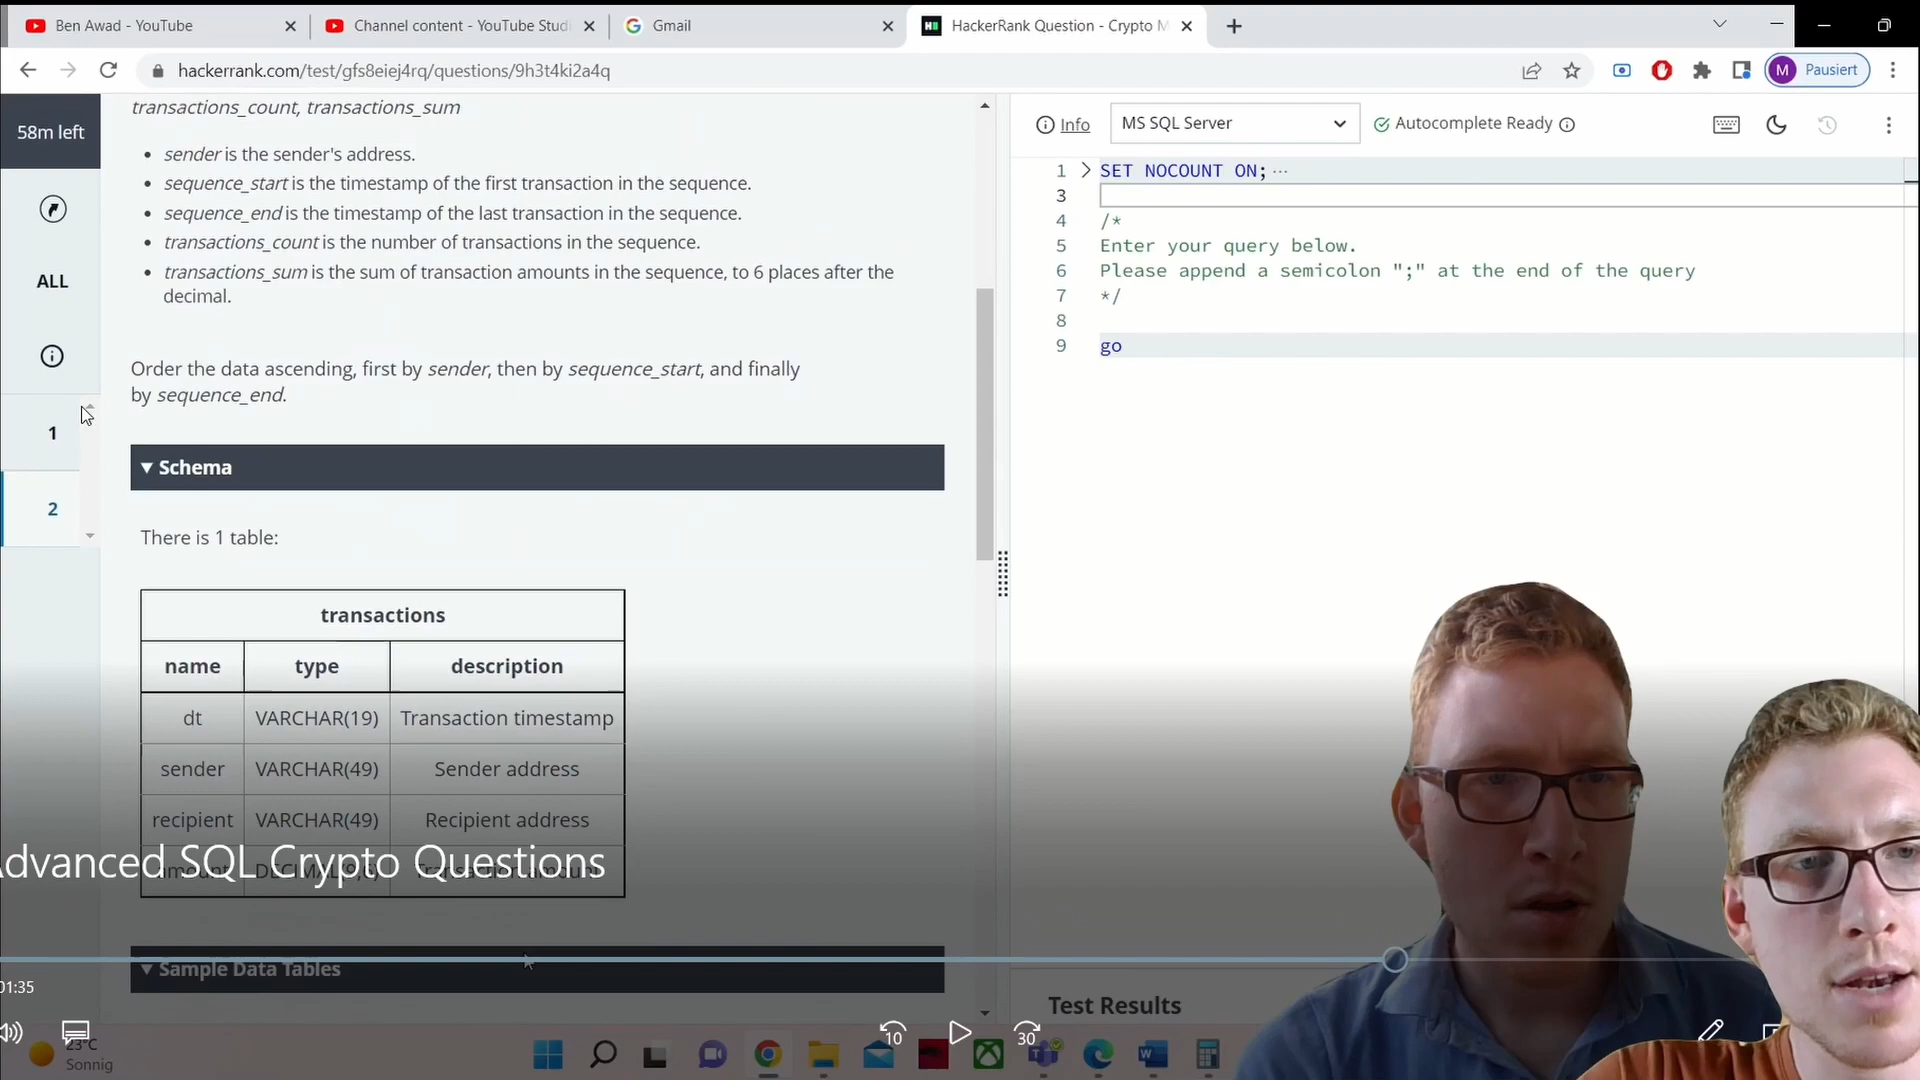 Ben Awad - YouTube
Channel content - YouTube Studi
Gmail
HackerRank Question - Crypto M
hackerrank.com/test/gfs8eiej4rq/questions/9h3t4ki2a4q
M Pausiert
58m left
ALL
1
2
transactions_count, transactions_sum
• sender is the sender's address.
• sequence_start is the timestamp of the first transaction in the sequence.
• sequence_end is the timestamp of the last transaction in the sequence.
• transactions_count is the number of transactions in the sequence.
• transactions_sum is the sum of transaction amounts in the sequence, to 6 places after the
decimal.
Order the data ascending, first by sender, then by sequence_start, and finally
by sequence_end.
Schema
There is 1 table:
transactions
name type description
dt VARCHAR(19) Transaction timestamp
sender VARCHAR(49) Sender address
recipient VARCHAR(49) Recipient address
Advanced SQL Crypto Questions
Sample Data Tables
Info
MS SQL Server
Autocomplete Ready
1 SET NOCOUNT ON;
3
4 /*
5 Enter your query below.
6 Please append a semicolon ";" at the end of the query
7 */
8
9 go
Test Results
01:35
10
30
23°C
Sonnig